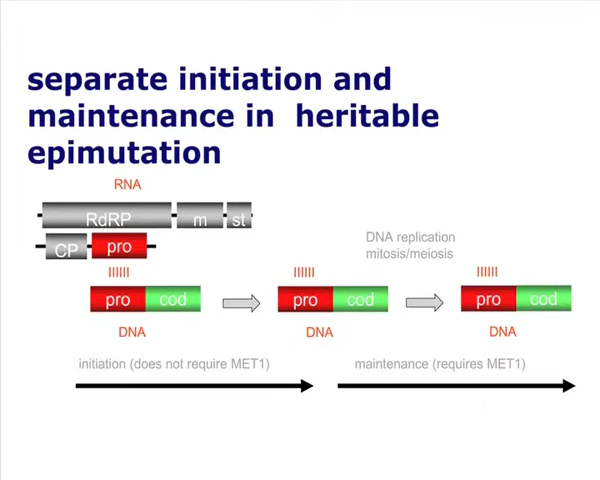 separate initiation and
maintenance in heritable
epimutation
RNA
RdRP m st
CP pro
DNA replication
mitosis/meiosis
pro cod pro cod pro cod
DNA DNA DNA
initiation (does not require MET1) maintenance (requires MET1)